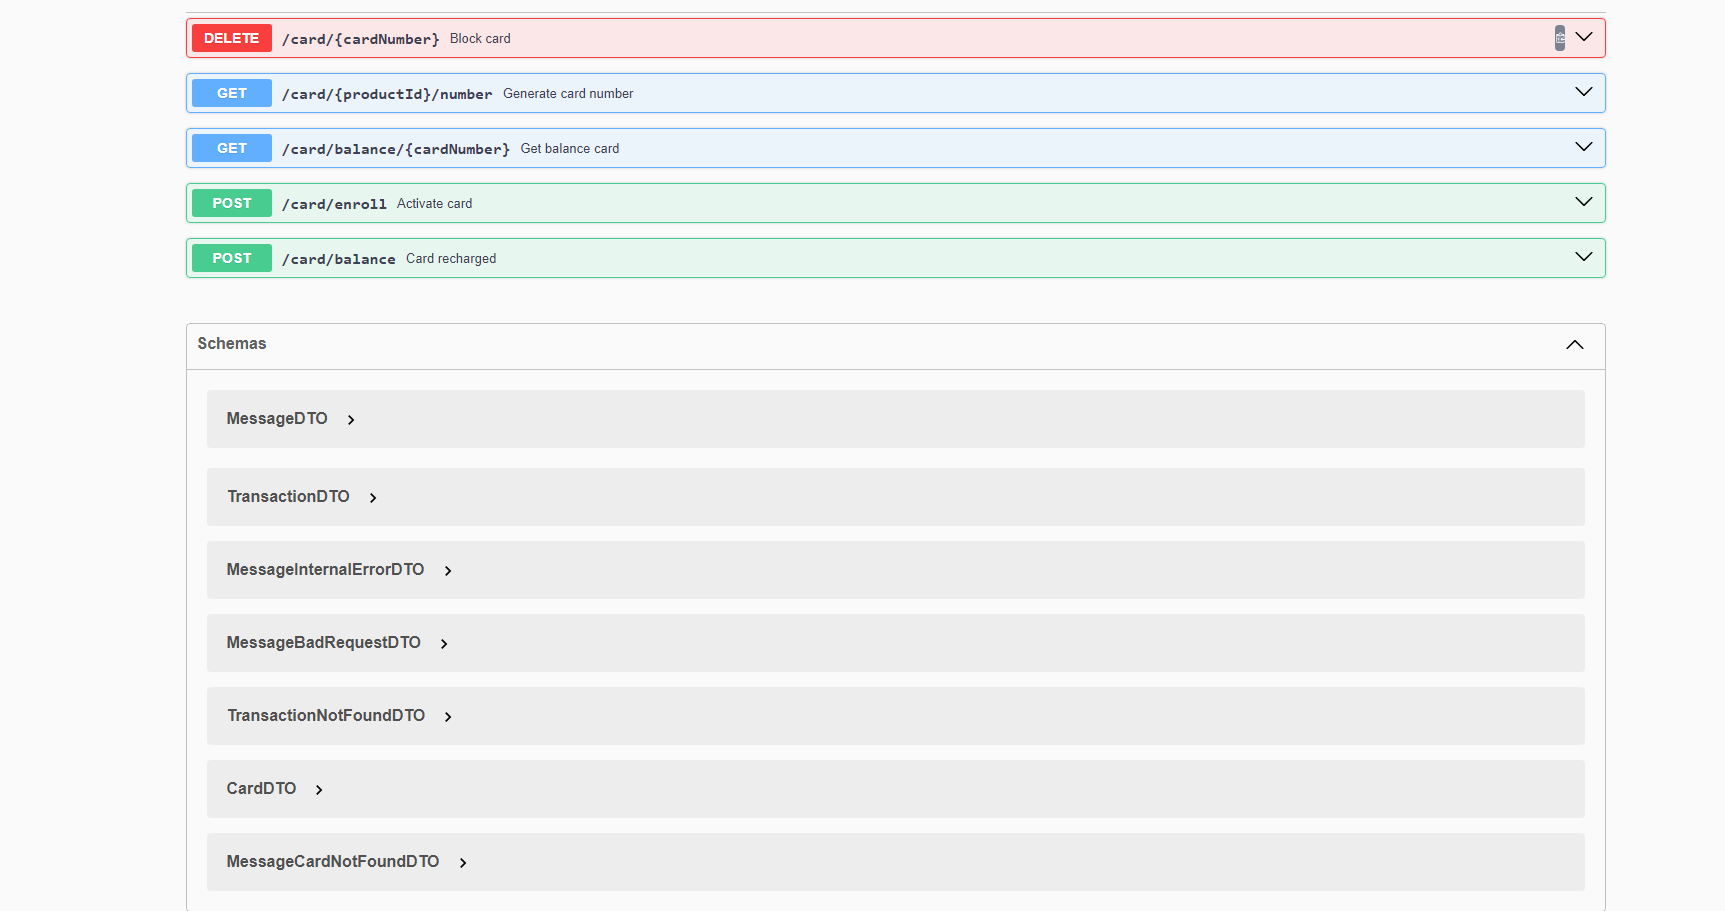 DELETE /card/{cardNumber} Block card
GET /card/{productId}/number Generate card number
GET /card/balance/{cardNumber} Get balance card
POST /card/enroll Activate card
POST /card/balance Card recharged
Schemas
MessageDTO
TransactionDTO
MessageInternalErrorDTO
MessageBadRequestDTO
TransactionNotFoundDTO
CardDTO
MessageCardNotFoundDTO